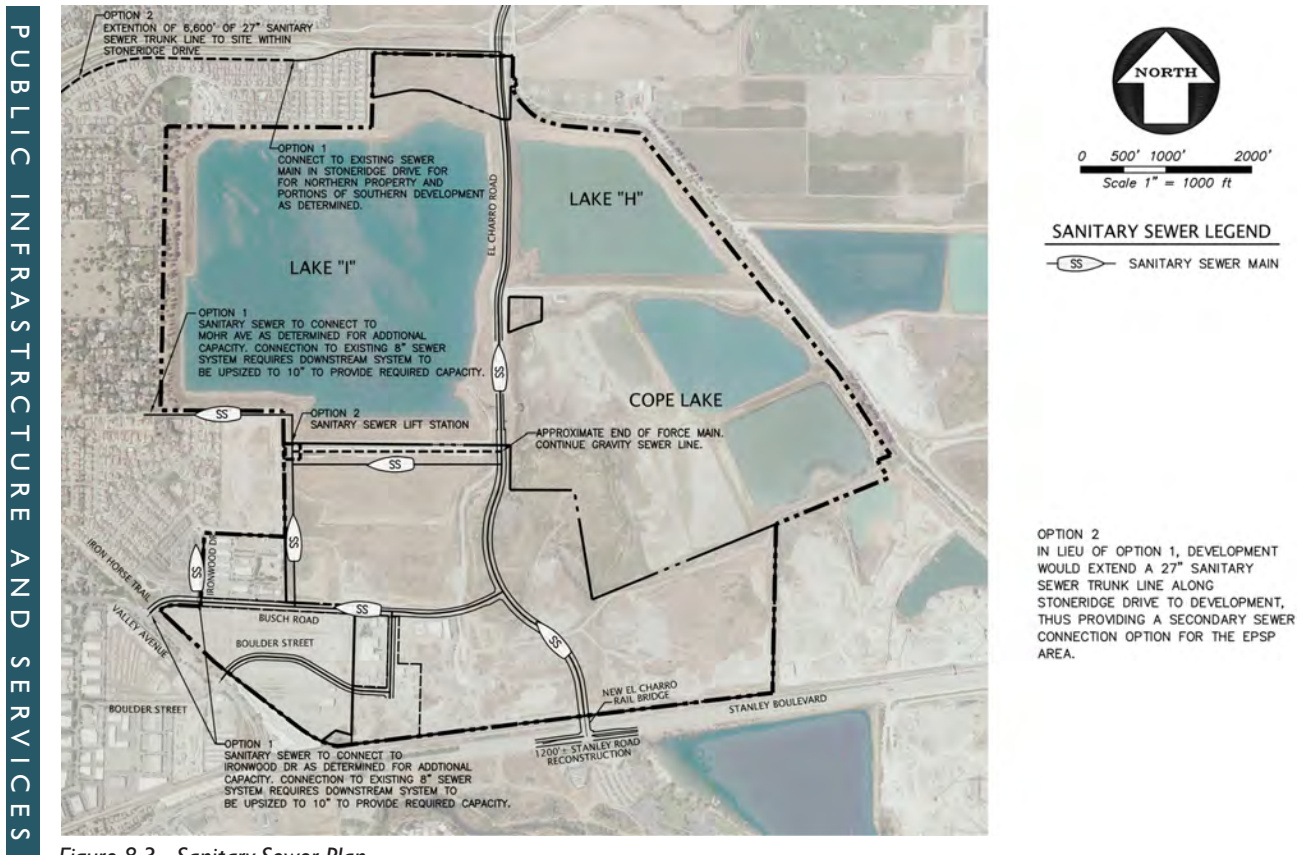 PUBLIC INFRASTRCTURE AND SERVICES
OPTION 2
EXTENTION OF 6,600' OF 27" SANITARY
SEWER TRUNK LINE TO SITE WITHIN
STONERIDGE DRIVE
OPTION 1
CONNECT TO EXISTING SEWER
MAIN IN STONERIDGE DRIVE FOR
FOR NORTHERN PROPERTY AND
PORTIONS OF SOUTHERN DEVELOPMENT
AS DETERMINED.
EL CHARRO ROAD
LAKE "H"
LAKE "I"
OPTION 1
SANITARY SEWER TO CONNECT TO
MOHR AVE AS DETERMINED FOR ADDTIONAL
CAPACITY. CONNECTION TO EXISTING 8" SEWER
SYSTEM REQUIRES DOWNSTREAM SYSTEM TO
BE UPSIZED TO 10" TO PROVIDE REQUIRED CAPACITY.
SS
COPE LAKE
SS
OPTION 2
SANITARY SEWER LIFT STATION
APPROXIMATE END OF FORCE MAIN.
CONTINUE GRAVITY SEWER LINE.
SS
SS
SS
IRONWOOD DR
IRON HORSE TRAIL
VALLEY AVENUE
BUSCH ROAD
SS
SS
BOULDER STREET
BOULDER STREET
NEW EL CHARRO
RAIL BRIDGE
STANLEY BOULEVARD
1200'± STANLEY ROAD
RECONSTRUCTION
OPTION 1
SANITARY SEWER TO CONNECT TO
IRONWOOD DR AS DETERMINED FOR ADDTIONAL
CAPACITY. CONNECTION TO EXISTING 8" SEWER
SYSTEM REQUIRES DOWNSTREAM SYSTEM TO
BE UPSIZED TO 10" TO PROVIDE REQUIRED CAPACITY.
NORTH
0 500' 1000' 2000'
Scale 1" = 1000 ft
SANITARY SEWER LEGEND
SS SANITARY SEWER MAIN
OPTION 2
IN LIEU OF OPTION 1, DEVELOPMENT
WOULD EXTEND A 27" SANITARY
SEWER TRUNK LINE ALONG
STONERIDGE DRIVE TO DEVELOPMENT,
THUS PROVIDING A SECONDARY SEWER
CONNECTION OPTION FOR THE EPSP
AREA.
Figure 8.3 Sanitary Sewer Plan